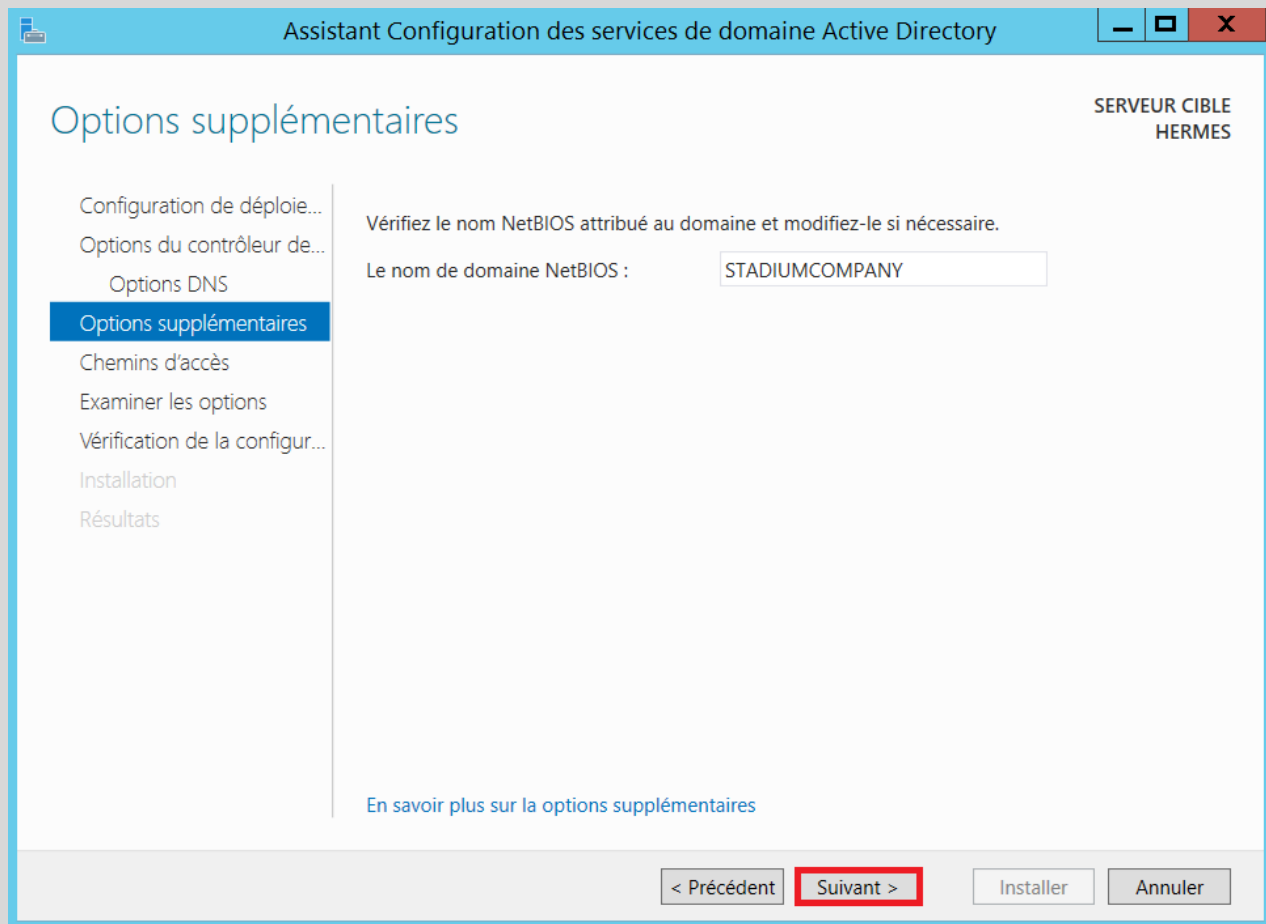 Assistant Configuration des services de domaine Active Directory
Options supplémentaires
SERVEUR CIBLE
HERMES
Configuration de déploie...
Options du contrôleur de...
Options DNS
Options supplémentaires
Chemins d'accès
Examiner les options
Vérification de la configur...
Installation
Résultats
Vérifiez le nom NetBIOS attribué au domaine et modifiez-le si nécessaire.
Le nom de domaine NetBIOS : STADIUMCOMPANY
En savoir plus sur la options supplémentaires
< Précédent Suivant > Installer Annuler